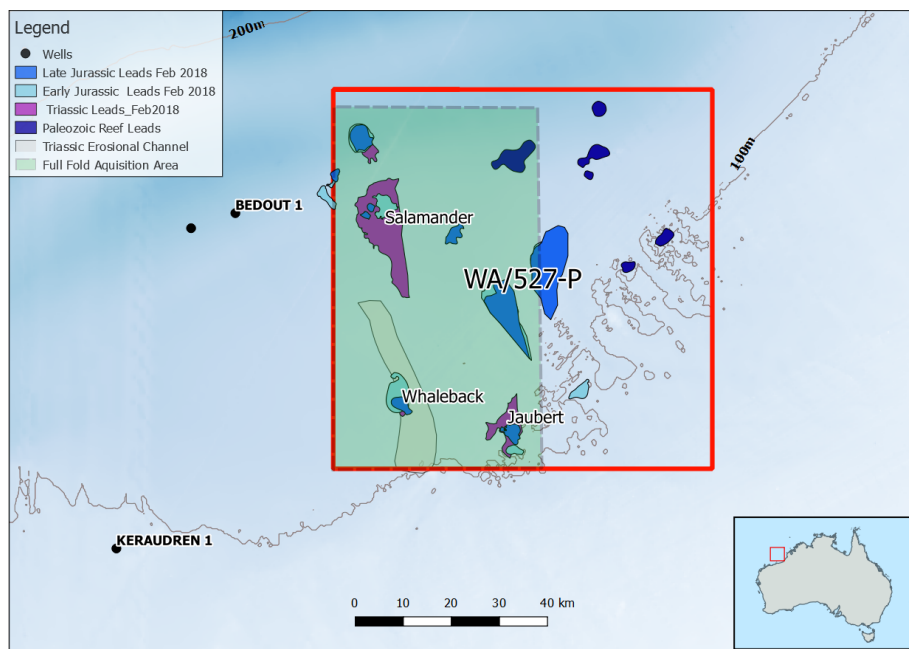 Legend
Wells
Late Jurassic Leads Feb 2018
Early Jurassic Leads Feb 2018
Triassic Leads_Feb2018
Paleozoic Reef Leads
Triassic Erosional Channel
Full Fold Aquisition Area
200m
100m
BEDOUT 1
Salamander
WA/527-P
Whaleback
Jaubert
KERAUDREN 1
0 10 20 30 40 km